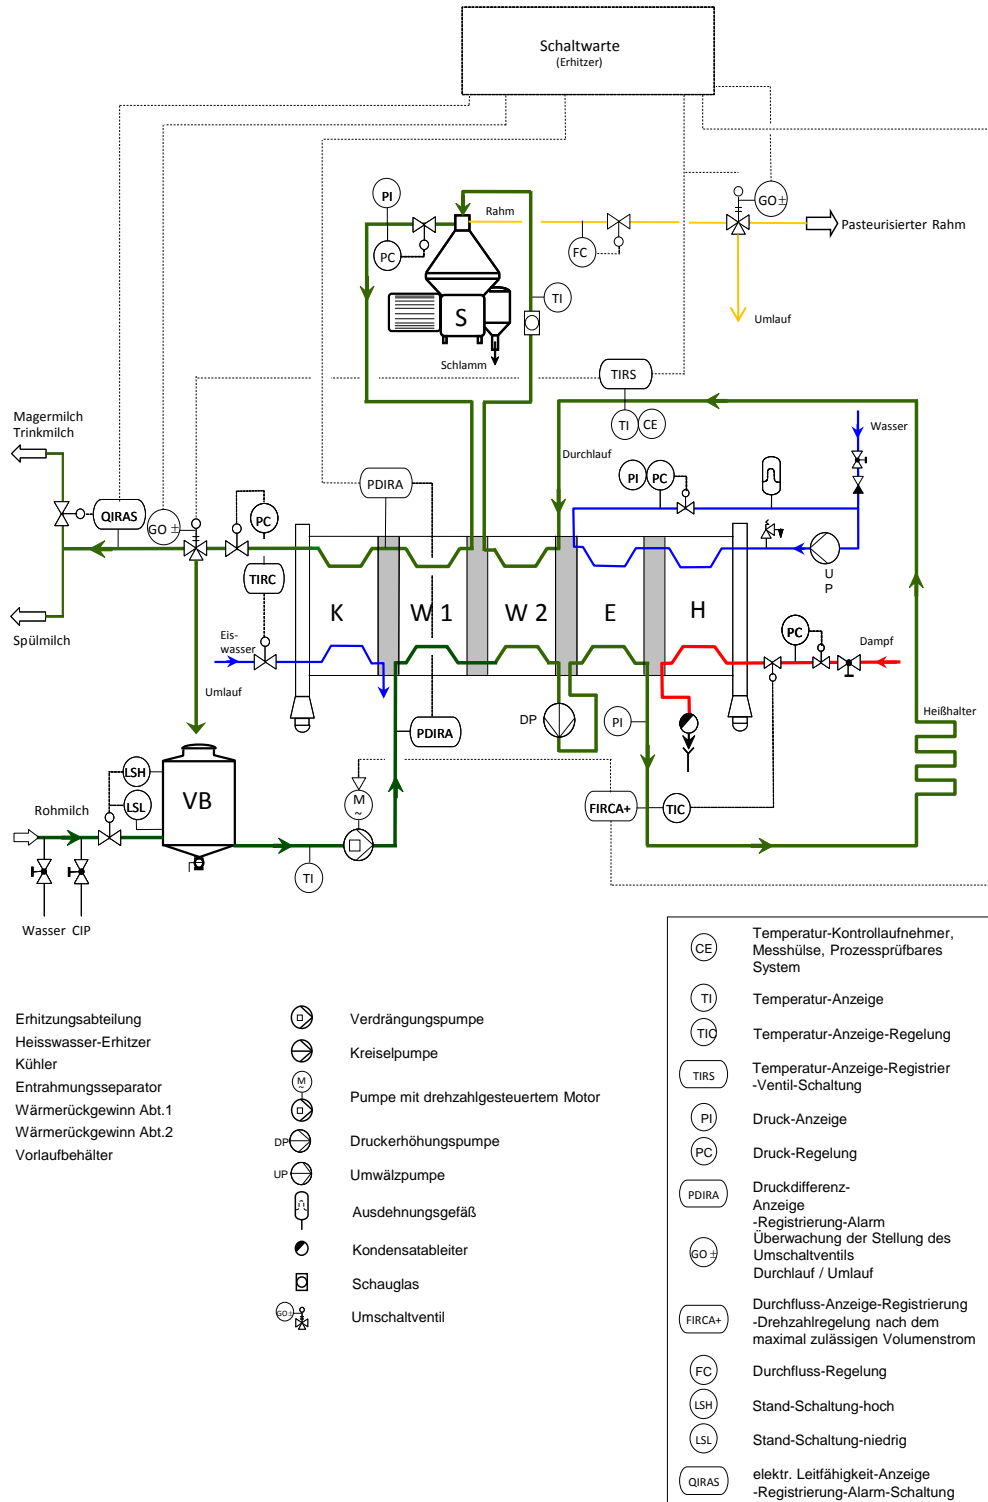 Schaltwarte
(Erhitzer)
PI
PC
Rahm
FC
GO ±
Pasteurisierter Rahm
Umlauf
TI
S
Schlamm
TIRS
TI
CE
Magermilch
Trinkmilch
Durchlauf
Wasser
PI
PC
PDIRA
QIRAS
GO ±
PC
TIRC
U
P
K
W 1
W 2
E
H
Spülmilch
Eis-
wasser
PC
Dampf
Umlauf
DP
PI
PDIRA
Heißhalter
LSH
LSL
VB
M
~
FIRCA+
TIC
Rohmilch
TI
Wasser
CIP
Erhitzungsabteilung
Heisswasser-Erhitzer
Kühler
Entrahmungsseparator
Wärmerückgewinn Abt.1
Wärmerückgewinn Abt.2
Vorlaufbehälter
Verdrängungspumpe
Kreiselpumpe
M
~
Pumpe mit drehzahlgesteuertem Motor
DP
Druckerhöhungspumpe
UP
Umwälzpumpe
Ausdehnungsgefäß
Kondensatableiter
Schauglas
GO±
Umschaltventil
CE
Temperatur-Kontrollaufnehmer,
Messhülse, Prozessprüfbares
System
TI
Temperatur-Anzeige
TIC
Temperatur-Anzeige-Regelung
TIRS
Temperatur-Anzeige-Registrier
-Ventil-Schaltung
PI
Druck-Anzeige
PC
Druck-Regelung
PDIRA
Druckdifferenz-
Anzeige
-Registrierung-Alarm
GO ±
Überwachung der Stellung des
Umschaltventils
Durchlauf / Umlauf
FIRCA+
Durchfluss-Anzeige-Registrierung
-Drehzahlregelung nach dem
maximal zulässigen Volumenstrom
FC
Durchfluss-Regelung
LSH
Stand-Schaltung-hoch
LSL
Stand-Schaltung-niedrig
QIRAS
elektr. Leitfähigkeit-Anzeige
-Registrierung-Alarm-Schaltung